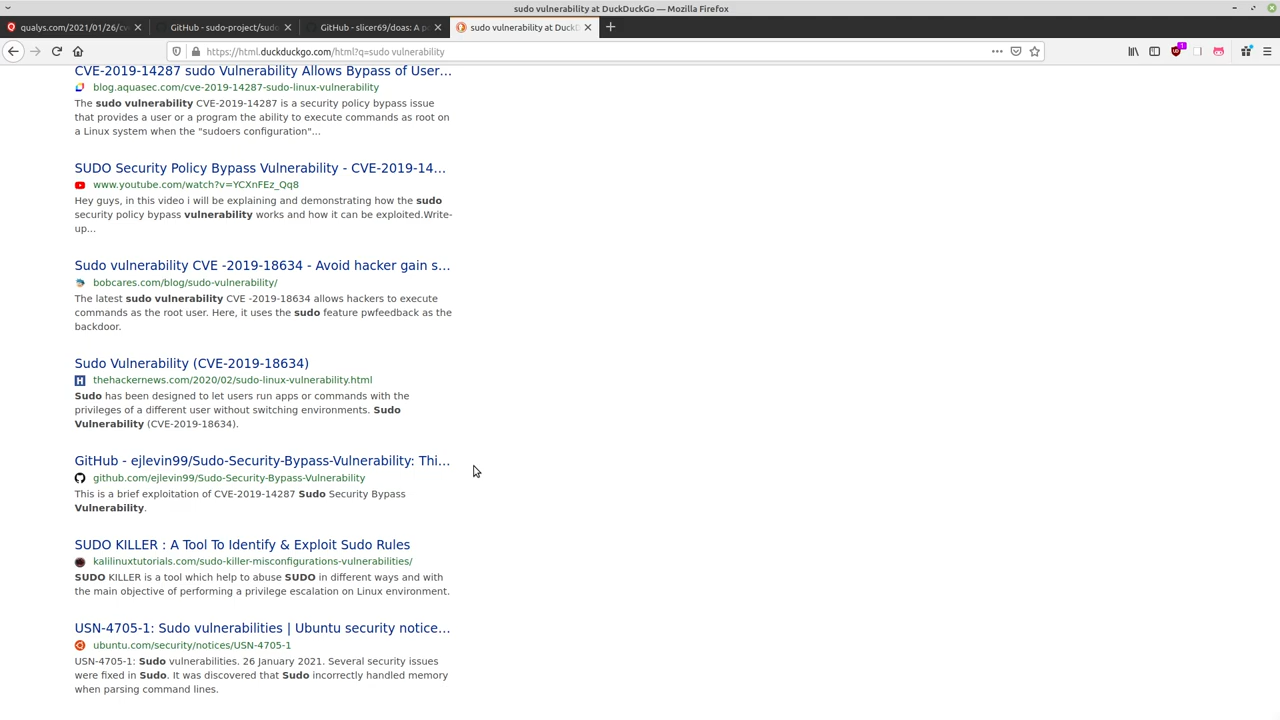 sudo vulnerability at DuckDuckGo — Mozilla Firefox
qualys.com/2021/01/26/cv
GitHub - sudo-project/sudo
GitHub - slicer69/doas: A p
sudo vulnerability at DuckD
https://html.duckduckgo.com/html?q=sudo vulnerability
1
CVE-2019-14287 sudo Vulnerability Allows Bypass of User...
blog.aquasec.com/cve-2019-14287-sudo-linux-vulnerability
The sudo vulnerability CVE-2019-14287 is a security policy bypass issue
that provides a user or a program the ability to execute commands as root on
a Linux system when the "sudoers configuration"...
SUDO Security Policy Bypass Vulnerability - CVE-2019-14...
www.youtube.com/watch?v=YCXnFEz_Qq8
Hey guys, in this video i will be explaining and demonstrating how the sudo
security policy bypass vulnerability works and how it can be exploited.Write-
up...
Sudo vulnerability CVE -2019-18634 - Avoid hacker gain s...
bobcares.com/blog/sudo-vulnerability/
The latest sudo vulnerability CVE -2019-18634 allows hackers to execute
commands as the root user. Here, it uses the sudo feature pwfeedback as the
backdoor.
Sudo Vulnerability (CVE-2019-18634)
H
thehackernews.com/2020/02/sudo-linux-vulnerability.html
Sudo has been designed to let users run apps or commands with the
privileges of a different user without switching environments. Sudo
Vulnerability (CVE-2019-18634).
GitHub - ejlevin99/Sudo-Security-Bypass-Vulnerability: Thi...
github.com/ejlevin99/Sudo-Security-Bypass-Vulnerability
This is a brief exploitation of CVE-2019-14287 Sudo Security Bypass
Vulnerability.
SUDO KILLER : A Tool To Identify & Exploit Sudo Rules
kalilinuxtutorials.com/sudo-killer-misconfigurations-vulnerabilities/
SUDO KILLER is a tool which help to abuse SUDO in different ways and with
the main objective of performing a privilege escalation on Linux environment.
USN-4705-1: Sudo vulnerabilities | Ubuntu security notice...
ubuntu.com/security/notices/USN-4705-1
USN-4705-1: Sudo vulnerabilities. 26 January 2021. Several security issues
were fixed in Sudo. It was discovered that Sudo incorrectly handled memory
when parsing command lines.